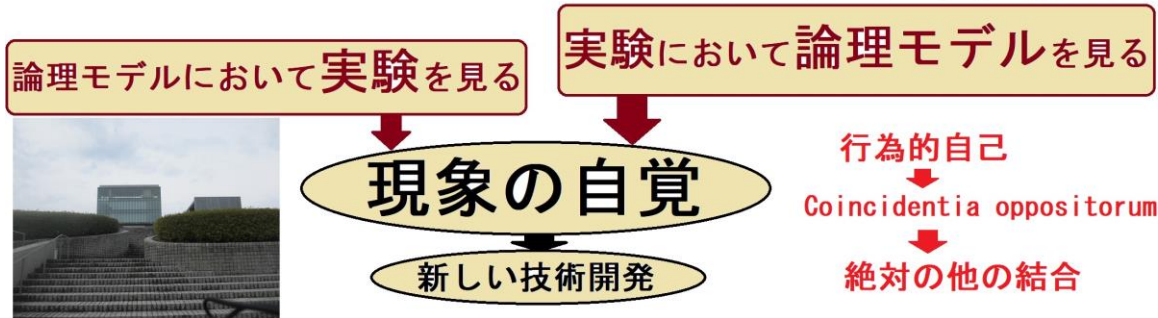 論理モデルにおいて実験を見る
実験において論理モデルを見る
現象の自覚
新しい技術開発
行為的自己
Coincidentia oppositorum
絶対の他の結合